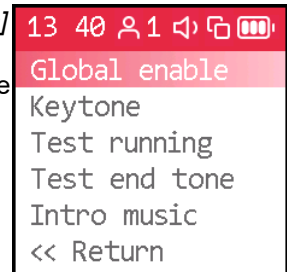 ]
13 40 1
Global enable
e
Keytone
Test running
Test end tone
Intro music
<< Return